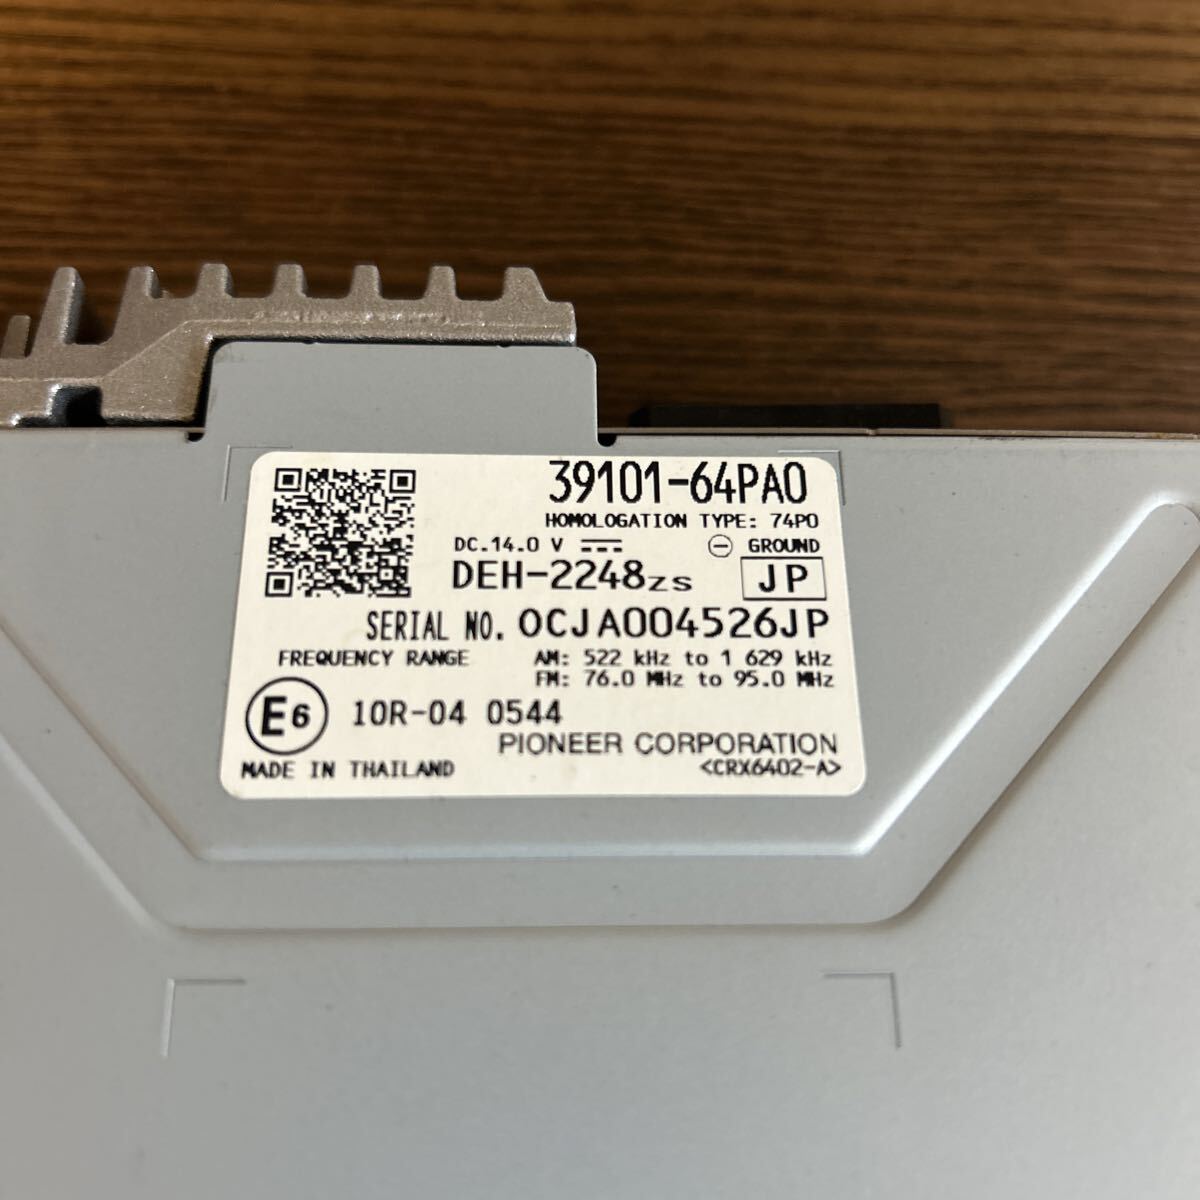 39101-64PA0
HOMOLOGATION TYPE: 74P0
DC.14.0 V ⎓ ⊖ GROUND
DEH-2248ZS JP
SERIAL NO. OCJA004526JP
FREQUENCY RANGE AM: 522 kHz to 1 629 kHz
FM: 76.0 MHz to 95.0 MHz
E6 10R-04 0544
PIONEER CORPORATION
MADE IN THAILAND <CRX6402-A>